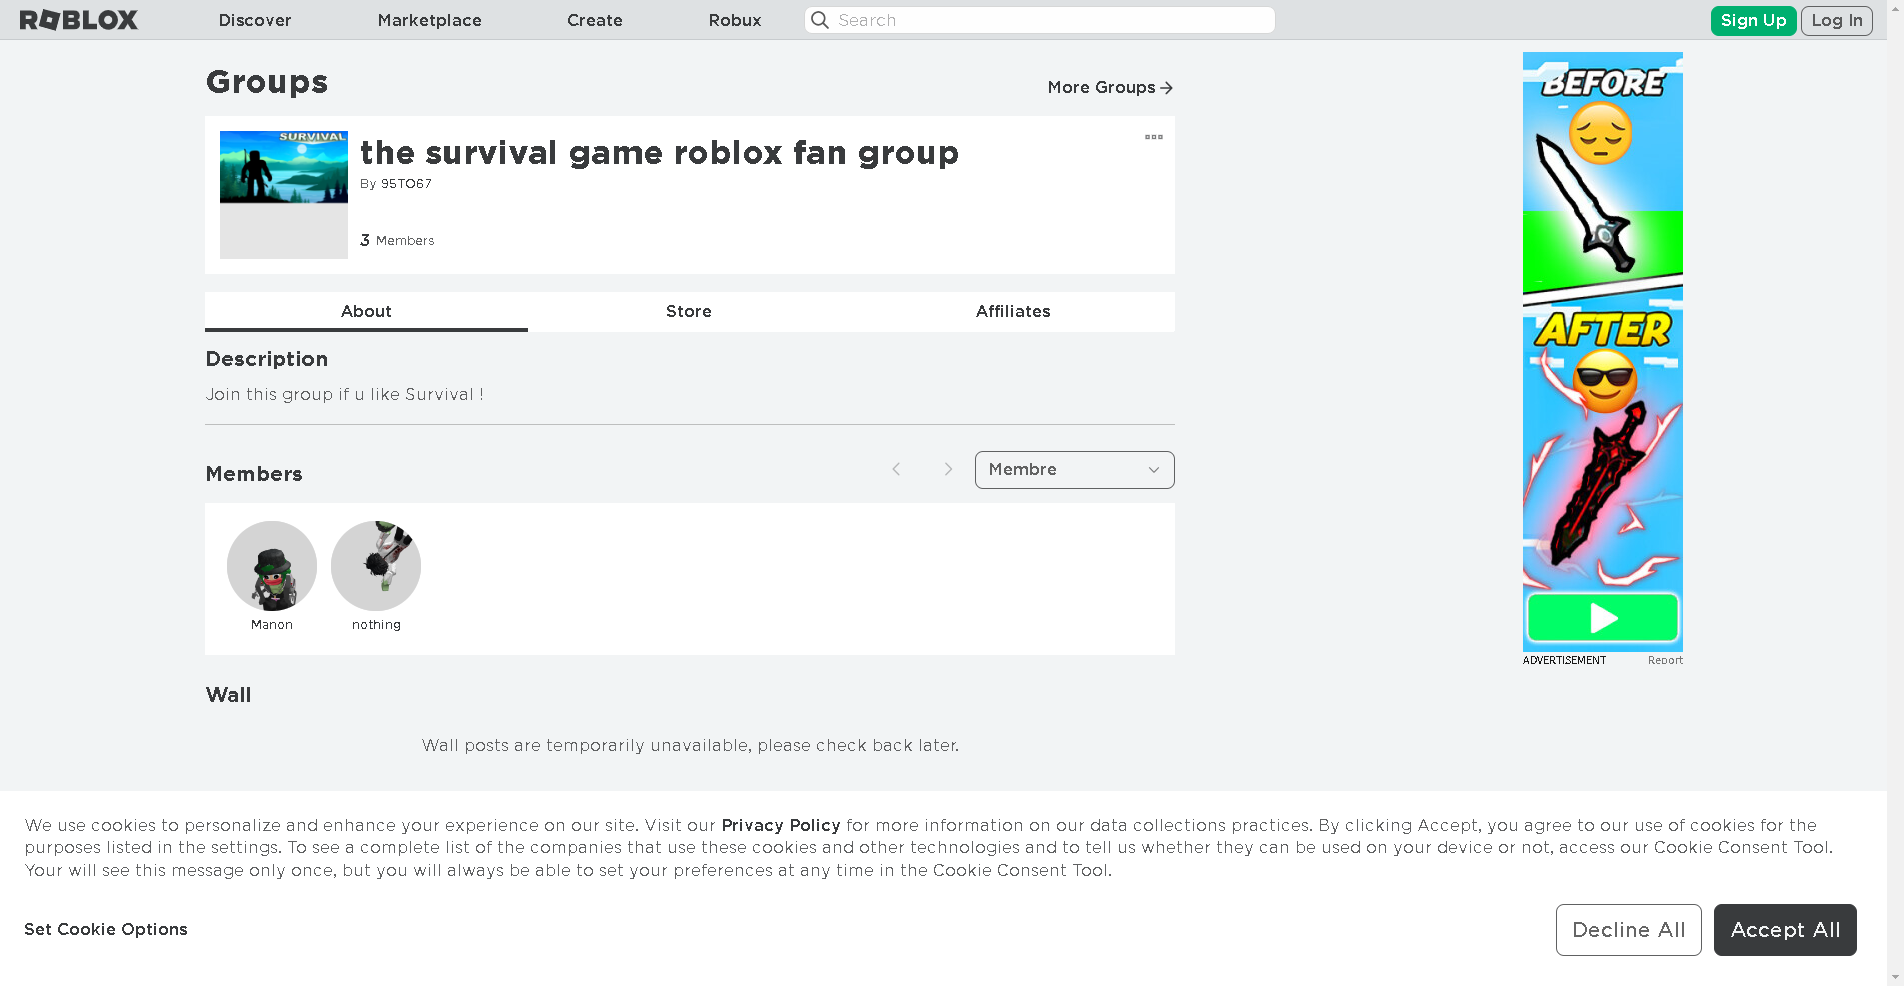 ROBLOX
Discover
Marketplace
Create
Robux
Search
Sign Up
Log In
Groups
More Groups
SURVIVAL
the survival game roblox fan group
By 95TO67
3 Members
About
Store
Affiliates
Description
Join this group if u like Survival !
Members
Membre
Manon
nothing
Wall
Wall posts are temporarily unavailable, please check back later.
BEFORE
AFTER
ADVERTISEMENT
Report
We use cookies to personalize and enhance your experience on our site. Visit our Privacy Policy for more information on our data collections practices. By clicking Accept, you agree to our use of cookies for the
purposes listed in the settings. To see a complete list of the companies that use these cookies and other technologies and to tell us whether they can be used on your device or not, access our Cookie Consent Tool.
Your will see this message only once, but you will always be able to set your preferences at any time in the Cookie Consent Tool.
Set Cookie Options
Decline All
Accept All